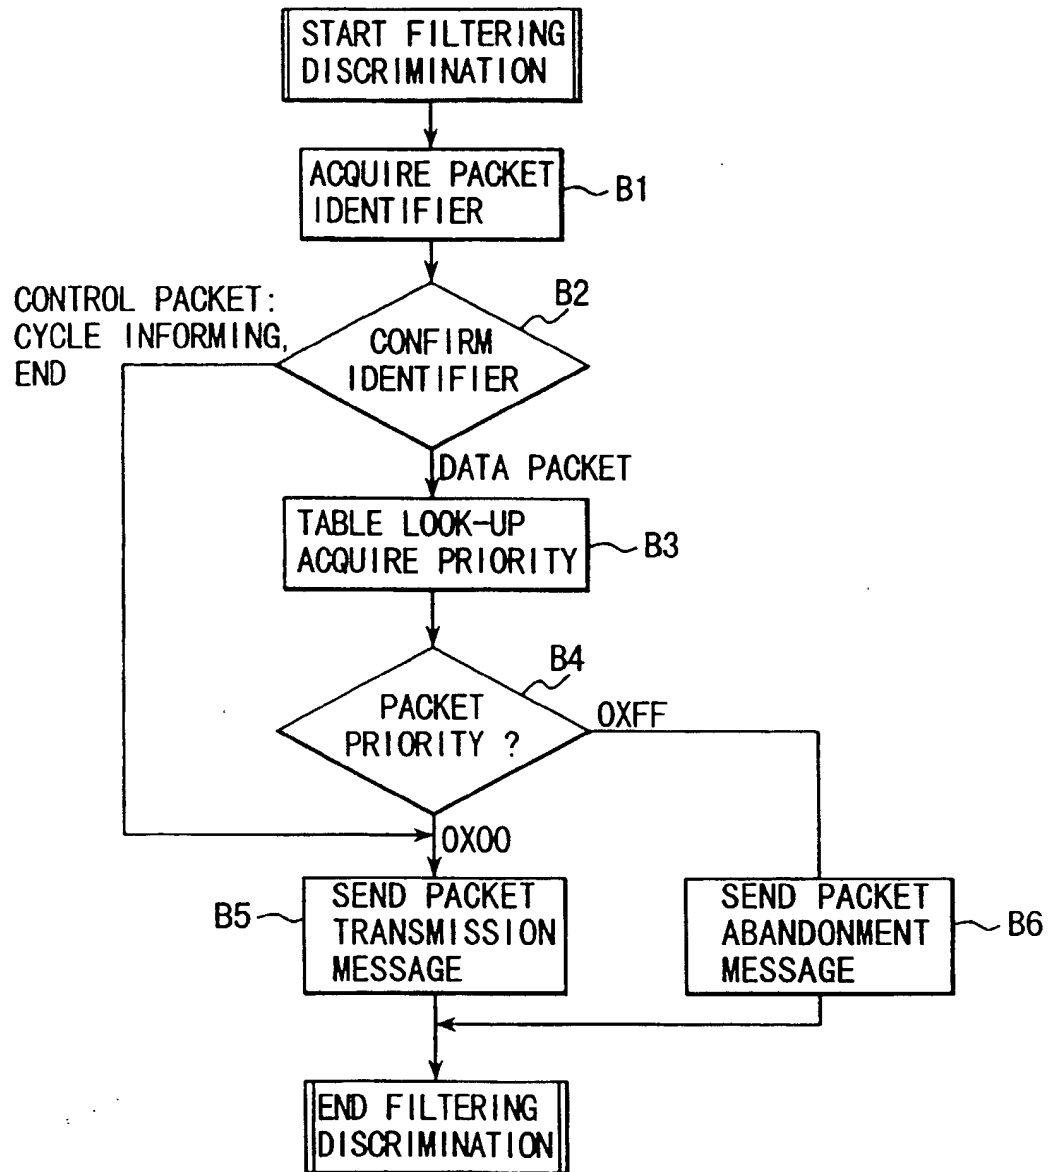 START FILTERING
DISCRIMINATION
ACQUIRE PACKET
IDENTIFIER
B1
CONTROL PACKET:
CYCLE INFORMING,
END
B2
CONFIRM
IDENTIFIER
DATA PACKET
TABLE LOOK-UP
ACQUIRE PRIORITY
B3
B4
PACKET
PRIORITY ?
0XFF
0X00
B5
SEND PACKET
TRANSMISSION
MESSAGE
SEND PACKET
ABANDONMENT
MESSAGE
B6
END FILTERING
DISCRIMINATION